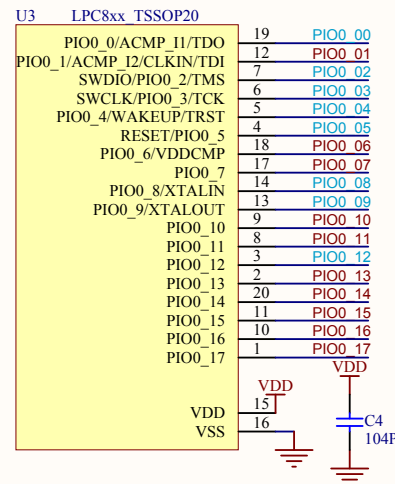 U3 LPC8xx_TSSOP20
PIO0_0/ACMP_I1/TDO 19 PIO0_00
PIO0_1/ACMP_I2/CLKIN/TDI 12 PIO0_01
SWDIO/PIO0_2/TMS 7 PIO0_02
SWCLK/PIO0_3/TCK 6 PIO0_03
PIO0_4/WAKEUP/TRST 5 PIO0_04
RESET/PIO0_5 4 PIO0_05
PIO0_6/VDDCMP 18 PIO0_06
PIO0_7 17 PIO0_07
PIO0_8/XTALIN 14 PIO0_08
PIO0_9/XTALOUT 13 PIO0_09
PIO0_10 9 PIO0_10
PIO0_11 8 PIO0_11
PIO0_12 3 PIO0_12
PIO0_13 2 PIO0_13
PIO0_14 20 PIO0_14
PIO0_15 11 PIO0_15
PIO0_16 10 PIO0_16
PIO0_17 1 PIO0_17
VDD
VDD
VDD 15
VSS 16
C4
104P